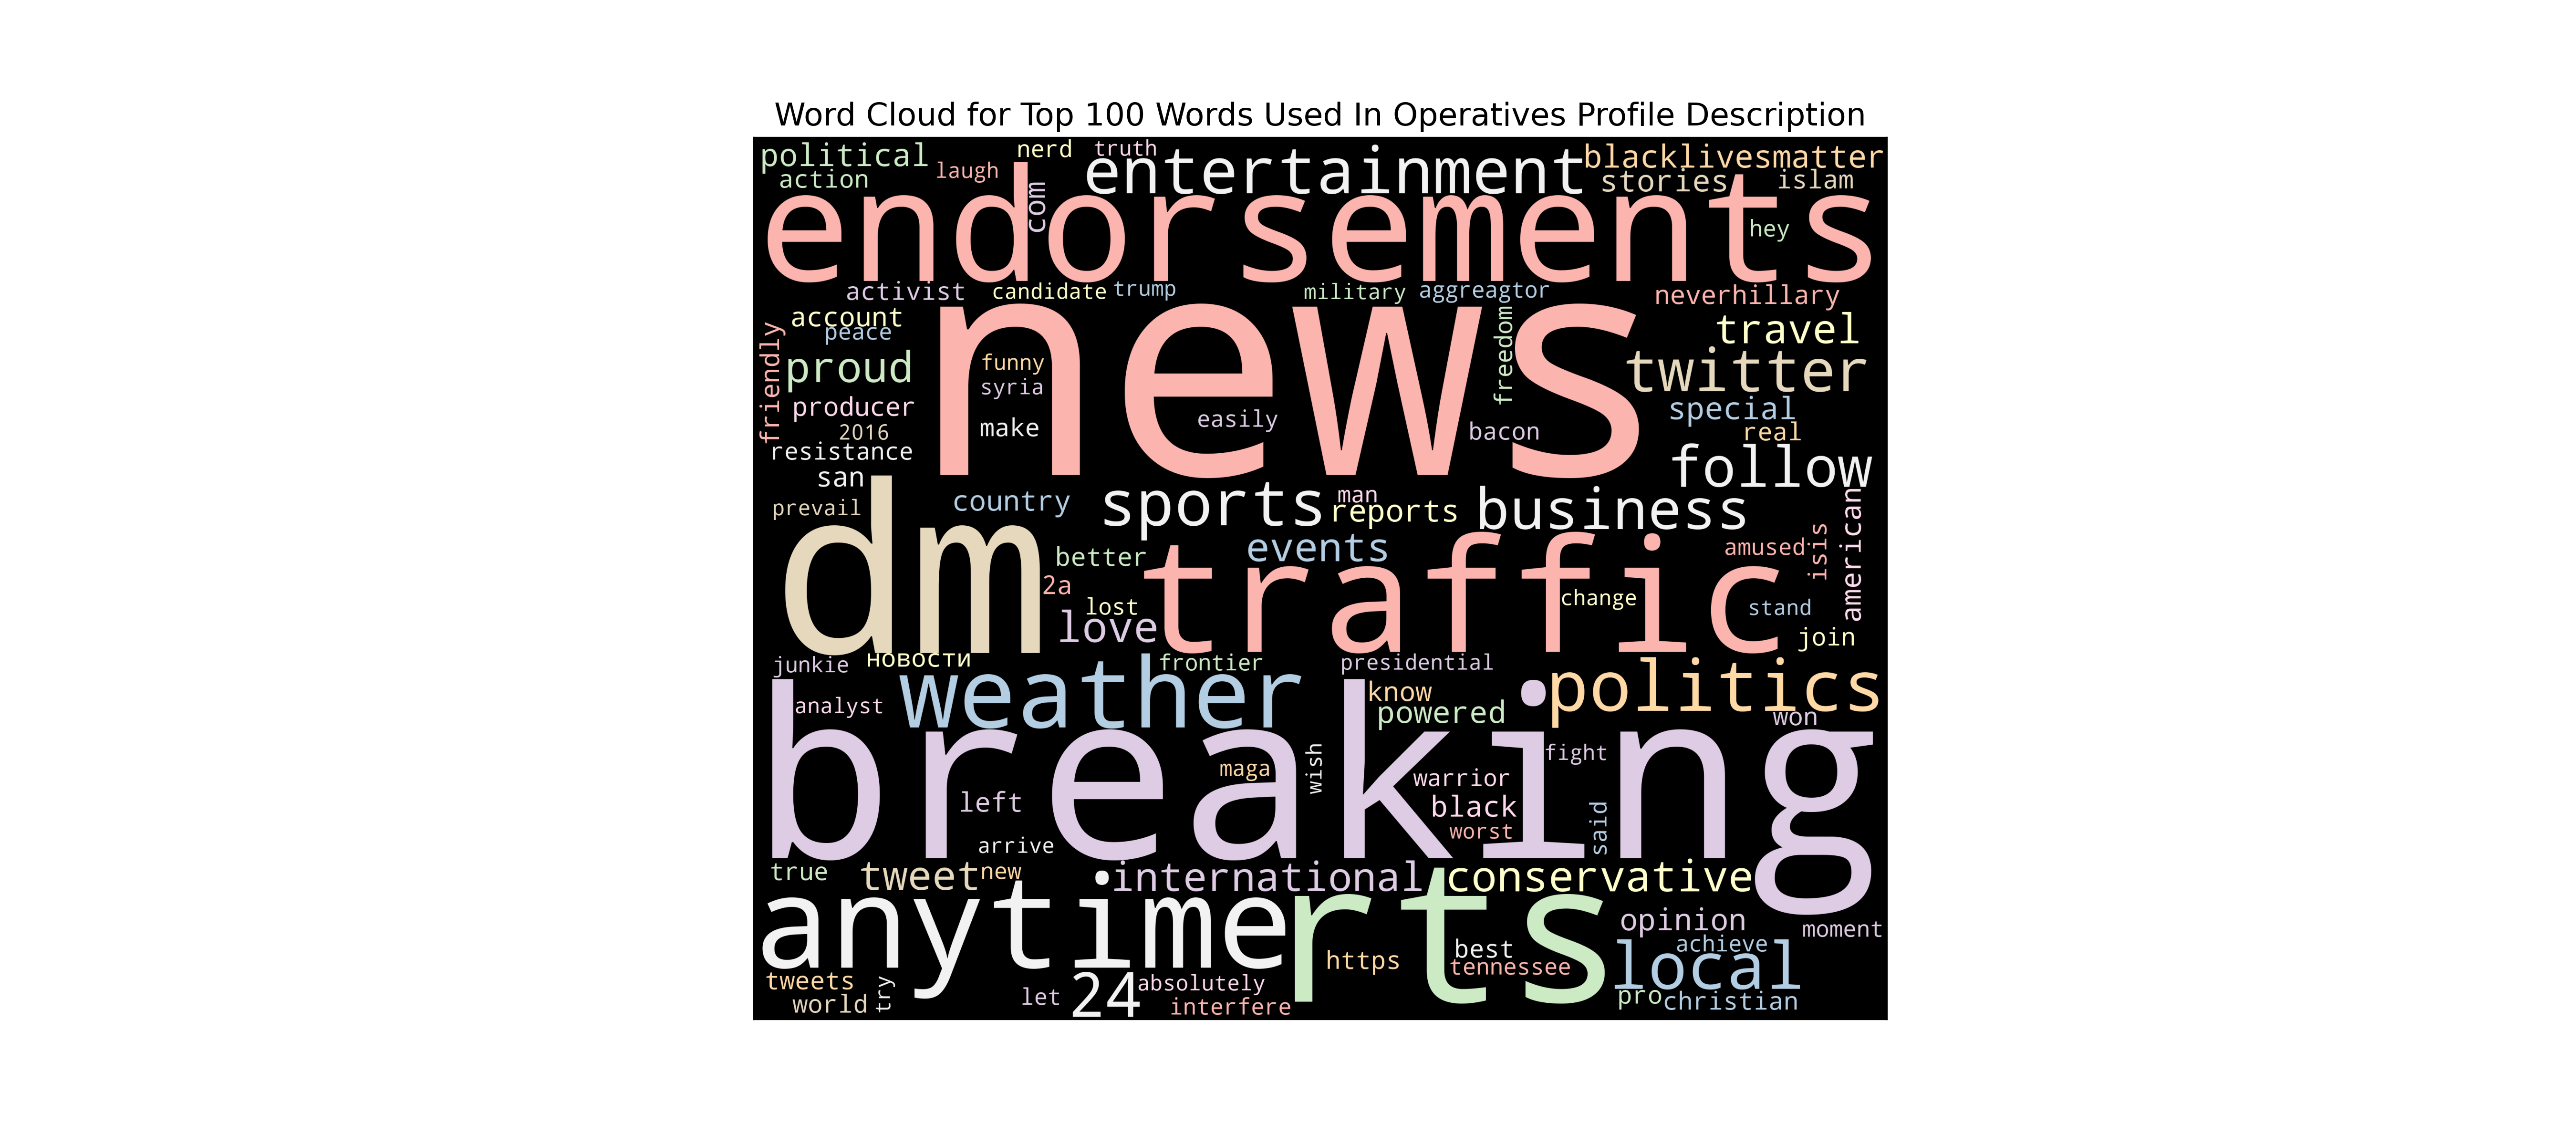 Word Cloud for Top 100 Words Used In Operatives Profile Description
political
nerd
truth
entertainment
blacklivesmatter
action
laugh
com
stories
islam
endorsements
hey
activist
candidate
trump
military
aggreagtor
neverhillary
account
peace
news
freedom
travel
friendly
proud
funny
syria
twitter
producer
easily
special
2016
make
bacon
real
resistance
san
follow
prevail
country
sports
man
reports
business
american
dm
better
events
traffic
amused
isis
2a
lost
love
change
stand
join
junkie
новости
frontier
presidential
weather
know
politics
analyst
powered
won
breaking
maga
wish
fight
warrior
left
black
said
worst
arrive
true
tweet
new
international
conservative
anytime
rts
opinion
moment
https
best
achieve
tennessee
local
tweets
world
try
let
24
absolutely
interfere
pro
christian